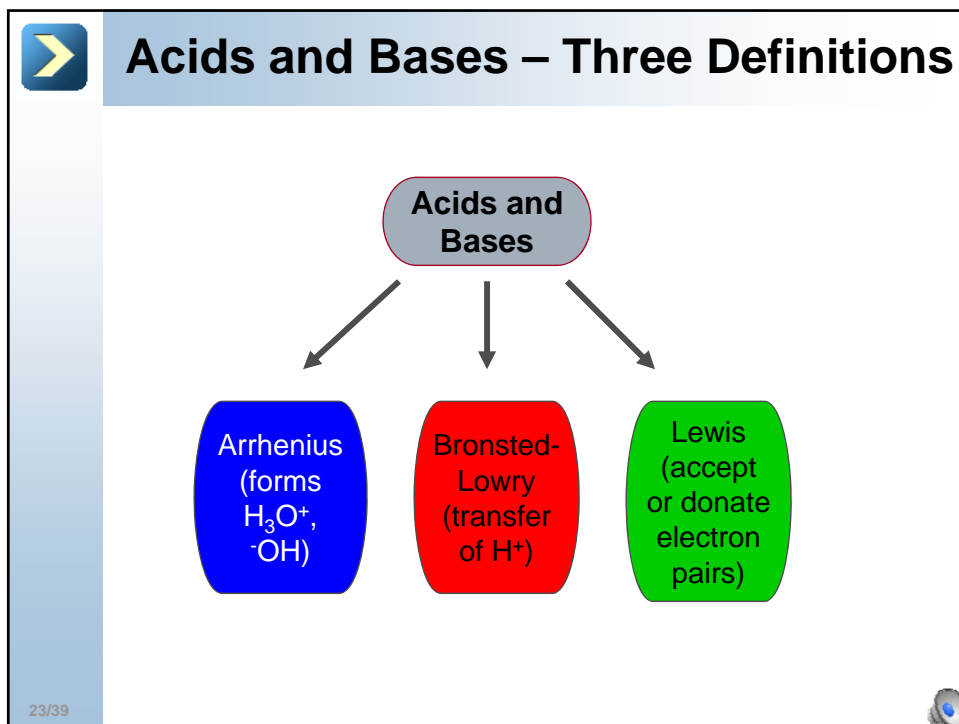 Acids and Bases – Three Definitions
Acids and
Bases
Arrhenius
(forms
H₃O⁺,
⁻OH)
Bronsted-
Lowry
(transfer
of H⁺)
Lewis
(accept
or donate
electron
pairs)
23/39